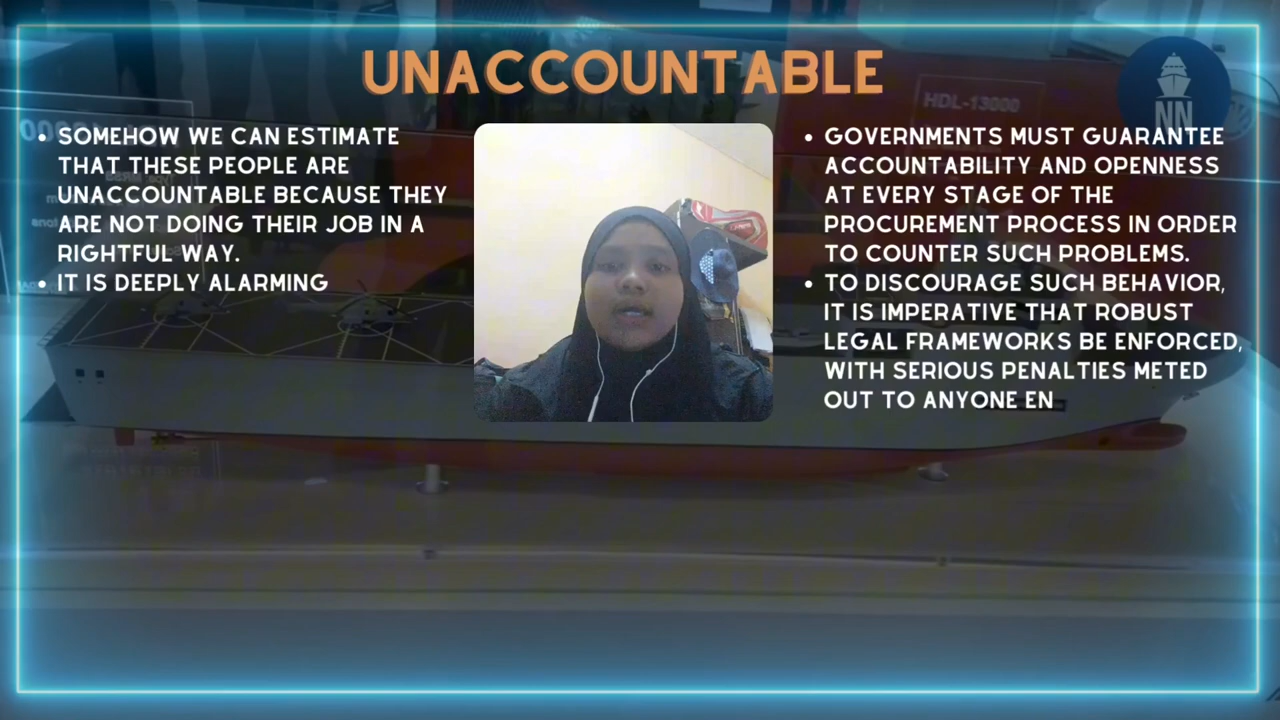 UNACCOUNTABLE
HDL-13000
NN
• SOMEHOW WE CAN ESTIMATE
THAT THESE PEOPLE ARE
UNACCOUNTABLE BECAUSE THEY
ARE NOT DOING THEIR JOB IN A
RIGHTFUL WAY.
• IT IS DEEPLY ALARMING
• GOVERNMENTS MUST GUARANTEE
ACCOUNTABILITY AND OPENNESS
AT EVERY STAGE OF THE
PROCUREMENT PROCESS IN ORDER
TO COUNTER SUCH PROBLEMS.
• TO DISCOURAGE SUCH BEHAVIOR,
IT IS IMPERATIVE THAT ROBUST
LEGAL FRAMEWORKS BE ENFORCED,
WITH SERIOUS PENALTIES METED
OUT TO ANYONE EN